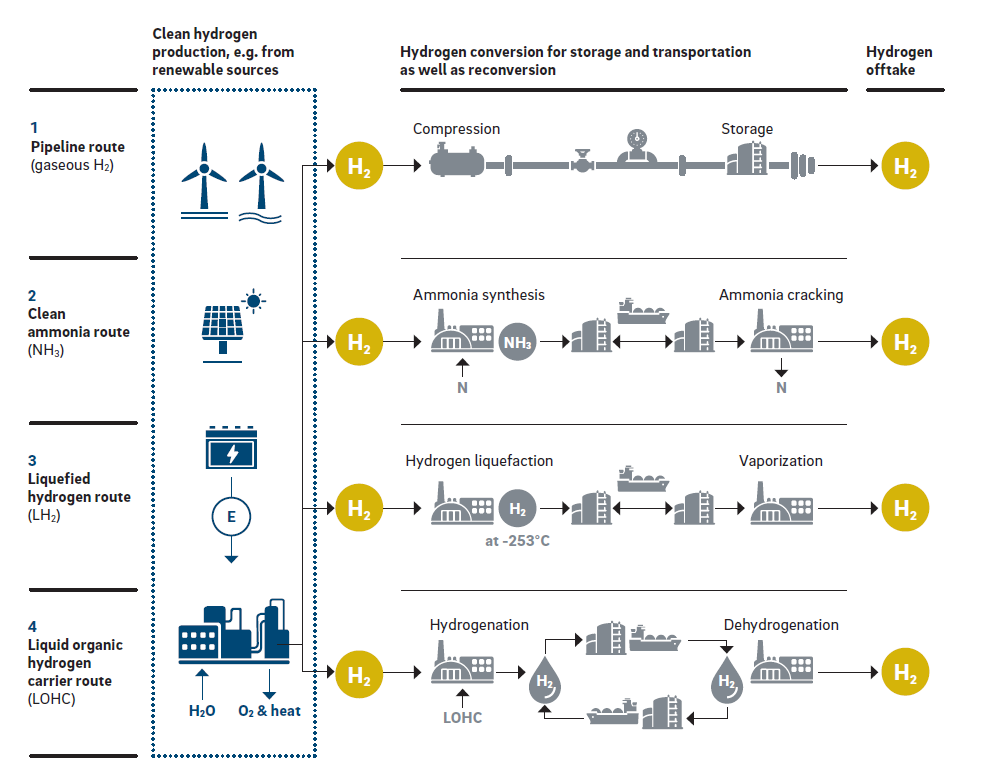 Clean hydrogen
production, e.g. from
renewable sources
Hydrogen conversion for storage and transportation
as well as reconversion
Hydrogen
offtake
1
Pipeline route
(gaseous H₂)
H₂
Compression
Storage
H₂
2
Clean
ammonia route
(NH₃)
H₂
Ammonia synthesis
NH₃
N
Ammonia cracking
N
H₂
3
Liquefied
hydrogen route
(LH₂)
E
H₂
Hydrogen liquefaction
H₂
at -253°C
Vaporization
H₂
4
Liquid organic
hydrogen
carrier route
(LOHC)
H₂O
O₂ & heat
H₂
Hydrogenation
LOHC
H₂
Dehydrogenation
H₂
H₂